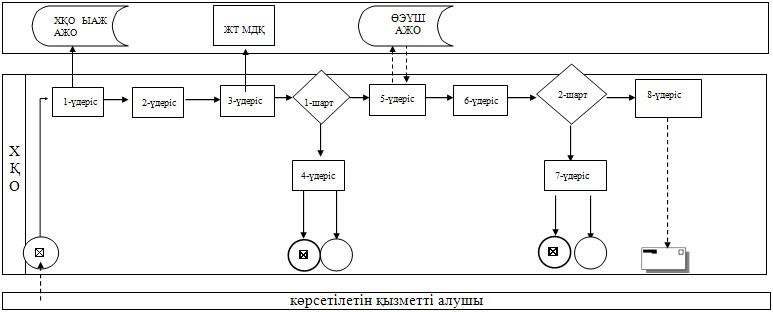 ХҚО ЫАЖ
АЖО
ЖТ МДҚ
ӨЭҮШ
АЖО
1-үдеріс
2-үдеріс
3-үдеріс
1-шарт
5-үдеріс
6-үдеріс
2-шарт
8-үдеріс
Х
Қ
О
4-үдеріс
7-үдеріс
көрсетілетін қызметті алушы